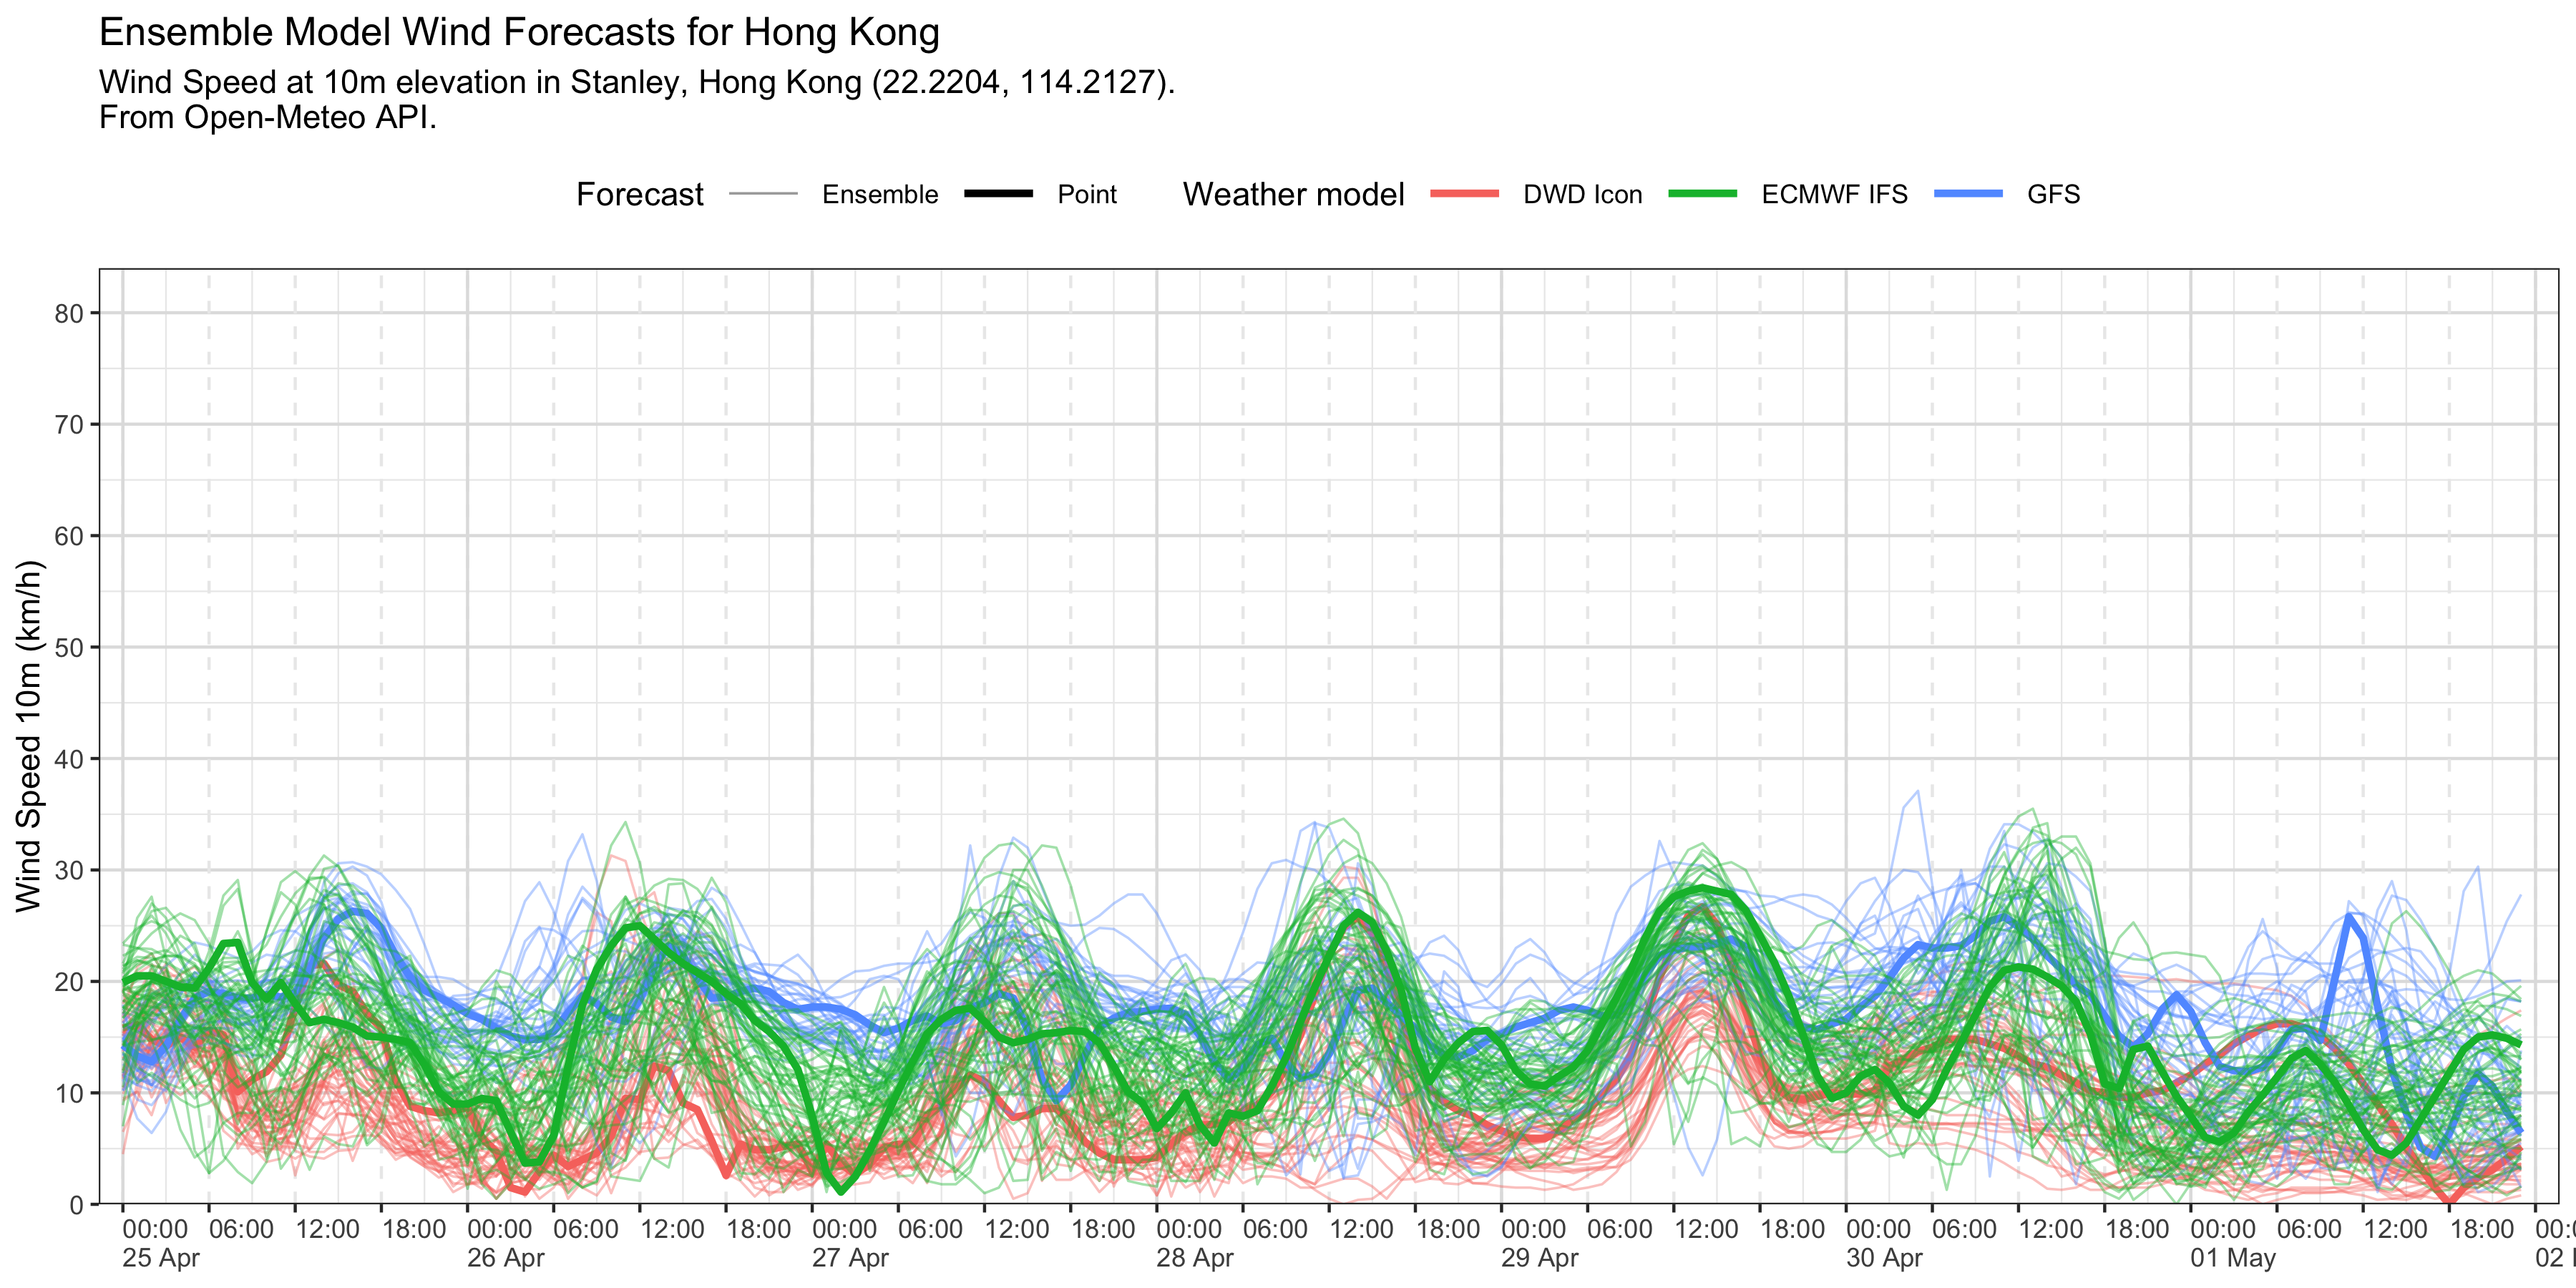 Ensemble Model Wind Forecasts for Hong Kong
Wind Speed at 10m elevation in Stanley, Hong Kong (22.2204, 114.2127).
From Open-Meteo API.
Forecast Ensemble Point Weather model DWD Icon ECMWF IFS GFS
Wind Speed 10m (km/h)
80
70
60
50
40
30
20
10
0
00:00 06:00 12:00 18:00 00:00 06:00 12:00 18:00 00:00 06:00 12:00 18:00 00:00 06:00 12:00 18:00 00:00 06:00 12:00 18:00 00:00 06:00 12:00 18:00 00:00 06:00 12:00 18:00
25 Apr 26 Apr 27 Apr 28 Apr 29 Apr 30 Apr 01 May 02